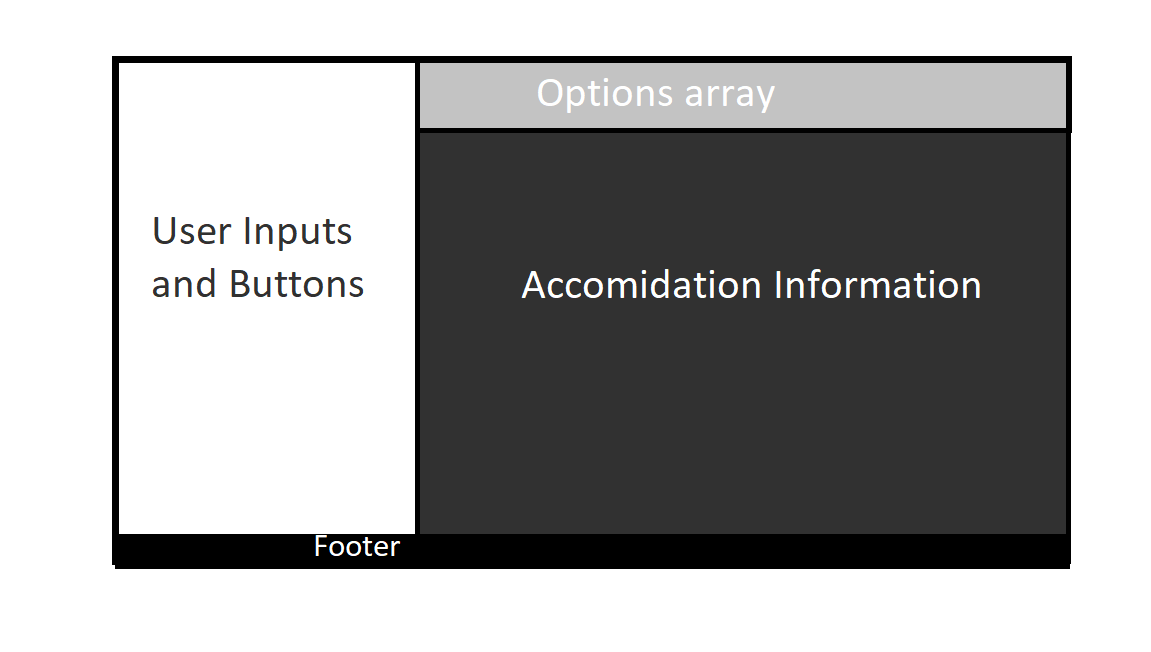 Options array
User Inputs
and Buttons
Accomidation Information
Footer